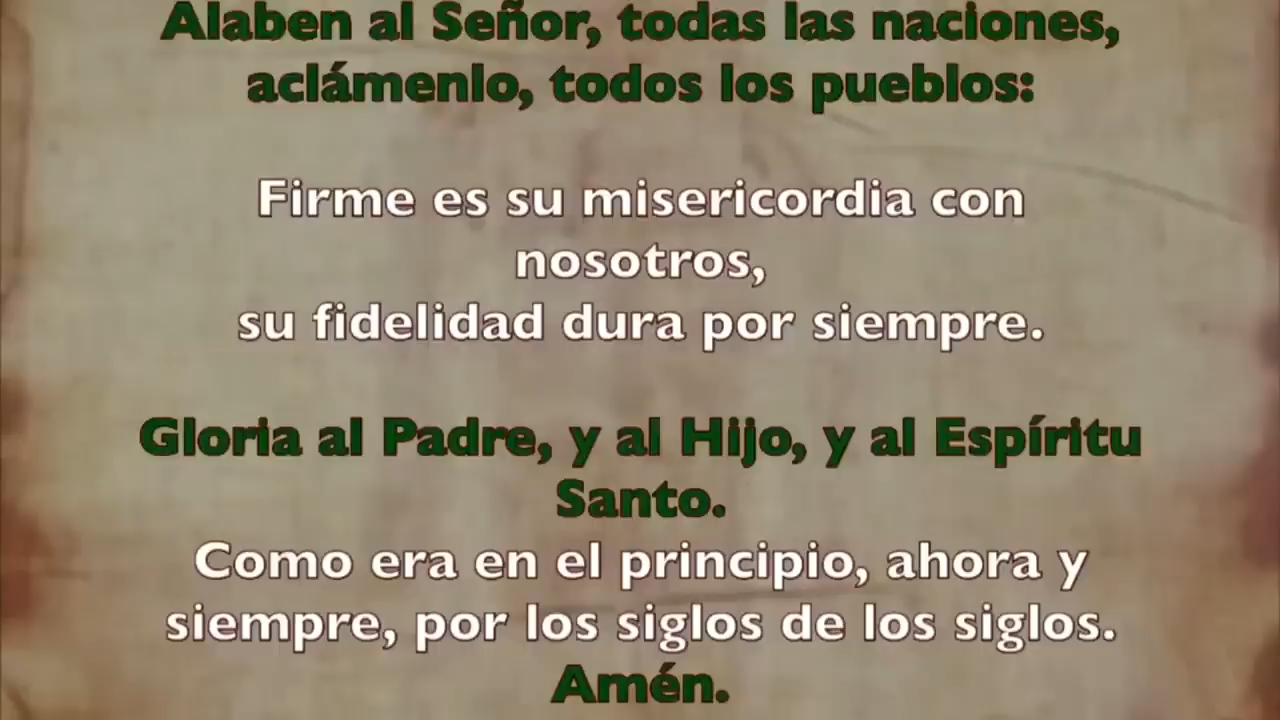 Alaben al Señor, todas las naciones,
aclámenlo, todos los pueblos:
Firme es su misericordia con
nosotros,
su fidelidad dura por siempre.
Gloria al Padre, y al Hijo, y al Espíritu
Santo.
Como era en el principio, ahora y
siempre, por los siglos de los siglos.
Amén.